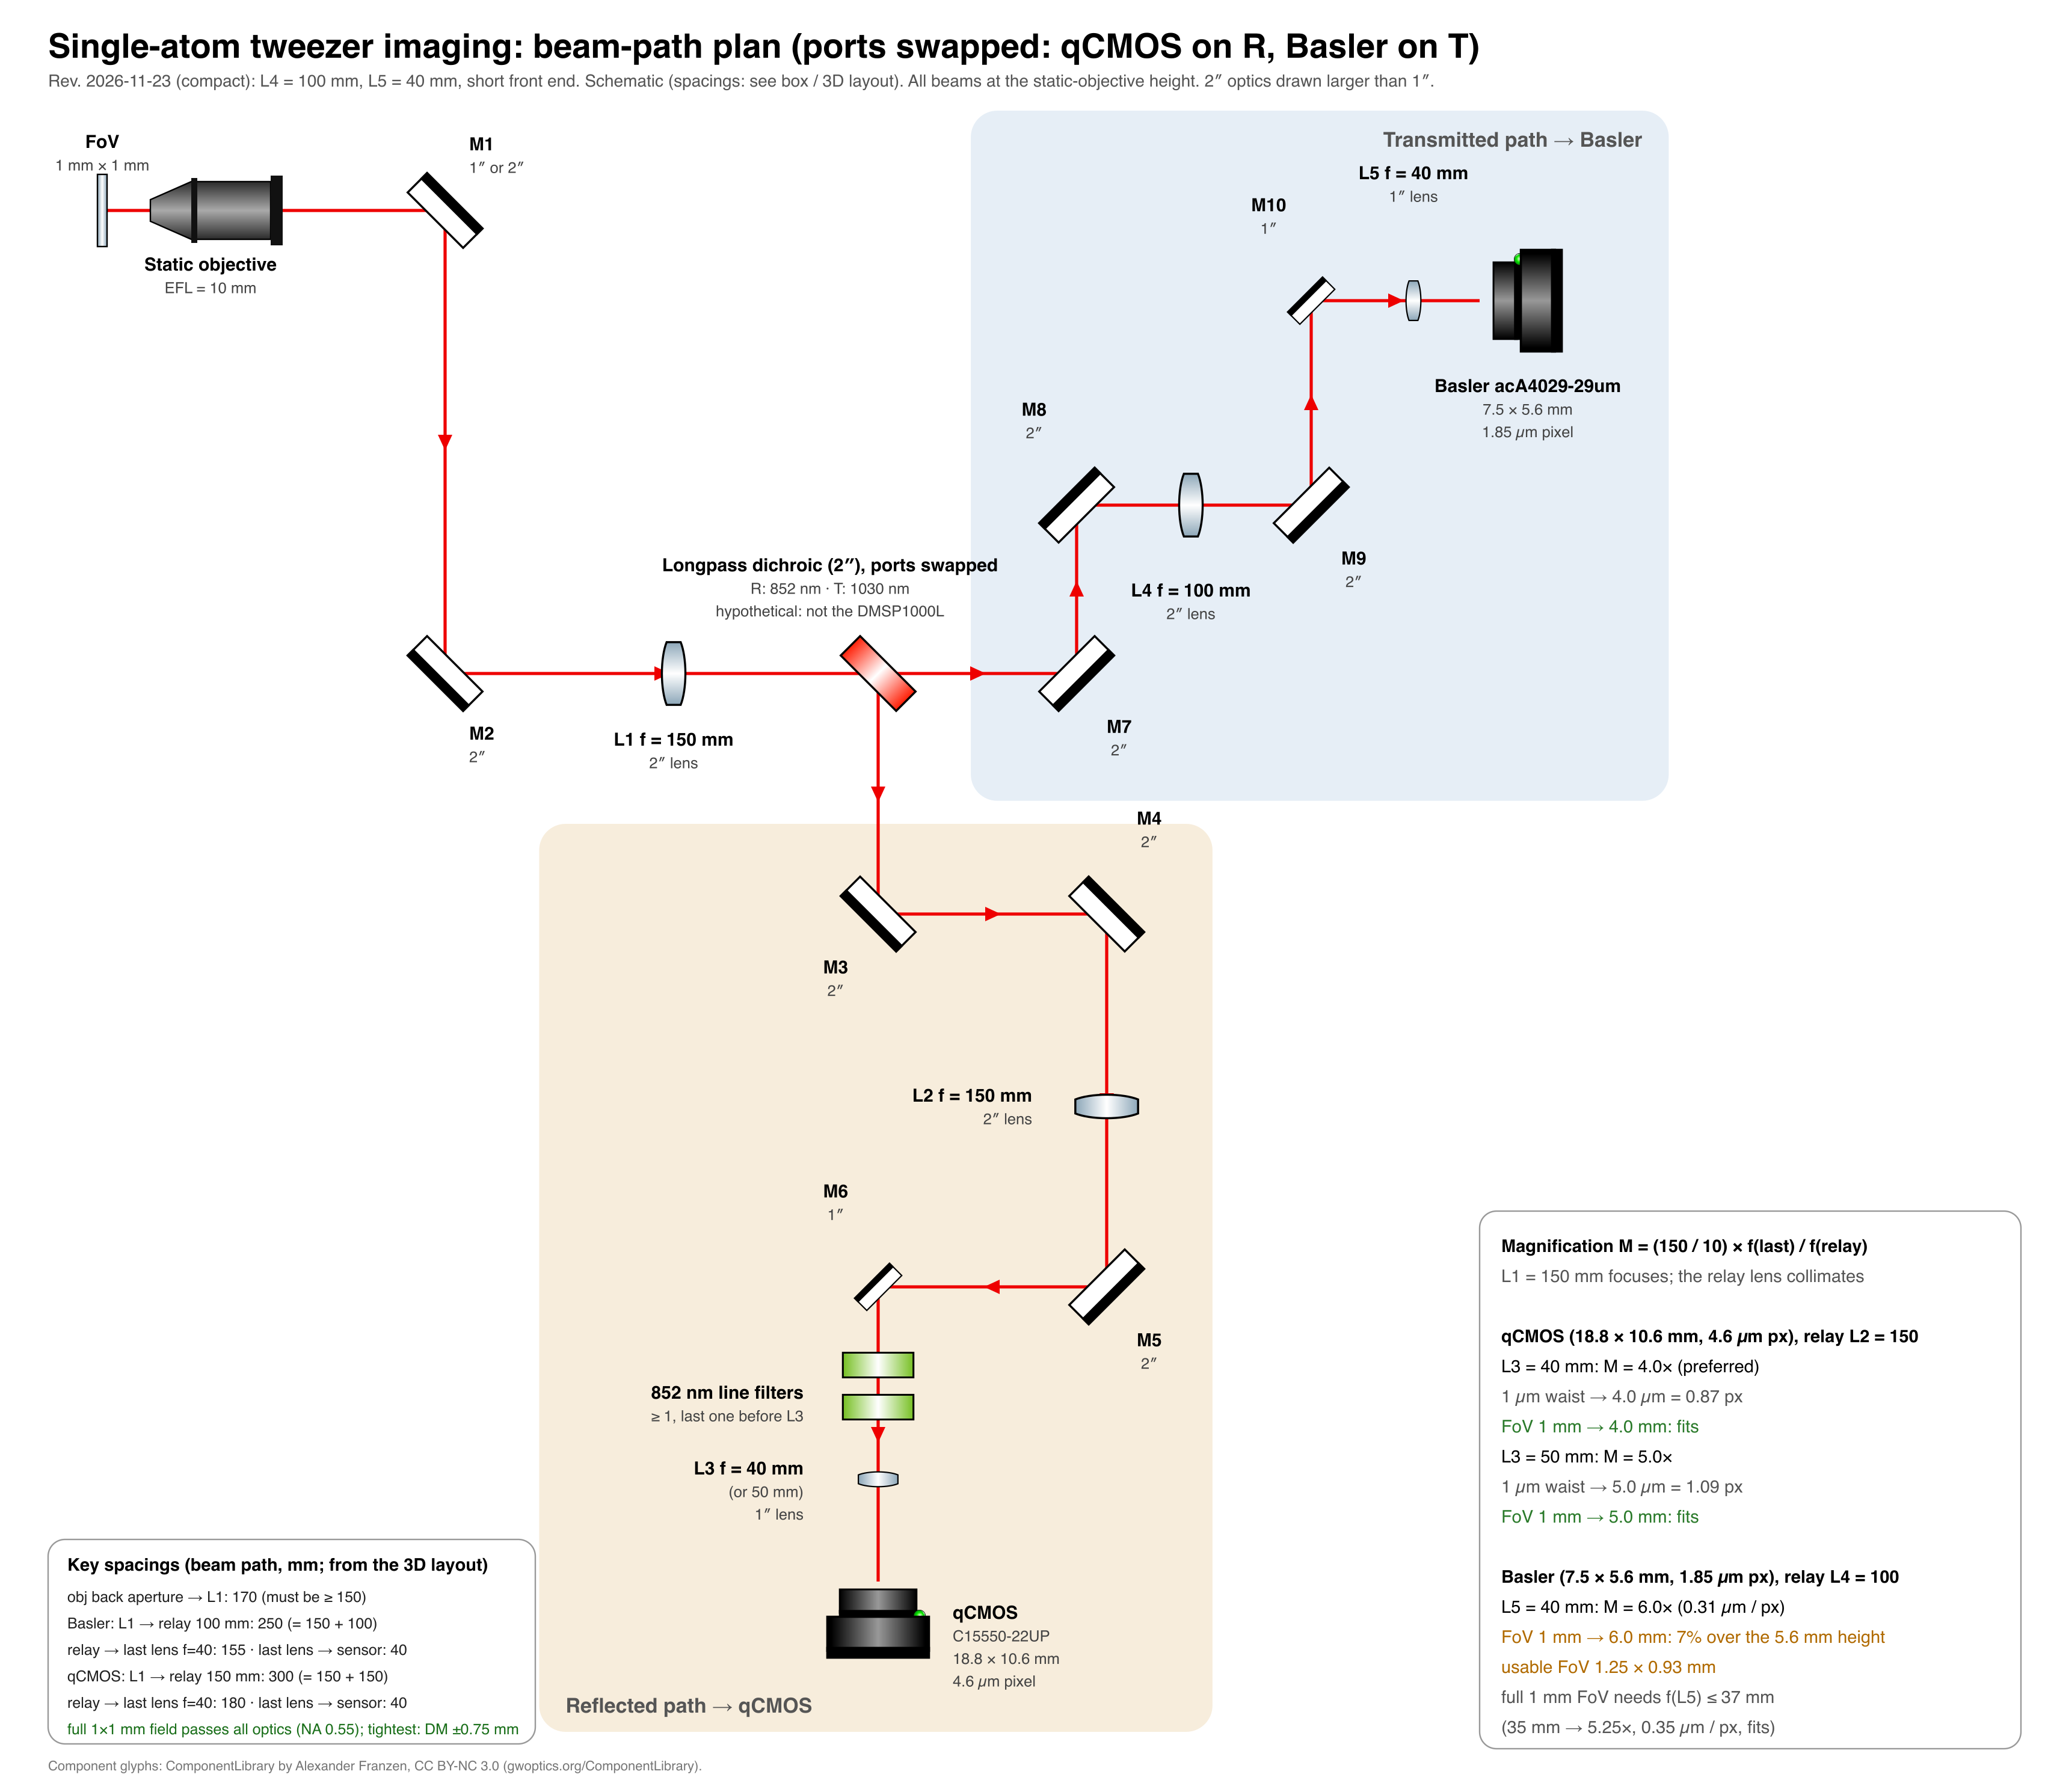 Single-atom tweezer imaging: beam-path plan (ports swapped: qCMOS on R, Basler on T)
Rev. 2026-11-23 (compact): L4 = 100 mm, L5 = 40 mm, short front end. Schematic (spacings: see box / 3D layout). All beams at the static-objective height. 2″ optics drawn larger than 1″.
FoV
1 mm × 1 mm
Static objective
EFL = 10 mm
M1
1″ or 2″
Transmitted path → Basler
L5 f = 40 mm
1″ lens
M10
1″
Basler acA4029-29um
7.5 × 5.6 mm
1.85 µm pixel
M8
2″
L4 f = 100 mm
2″ lens
M9
2″
Longpass dichroic (2″), ports swapped
R: 852 nm · T: 1030 nm
hypothetical: not the DMSP1000L
M2
2″
L1 f = 150 mm
2″ lens
M7
2″
M4
2″
M3
2″
L2 f = 150 mm
2″ lens
M6
1″
M5
2″
852 nm line filters
≥ 1, last one before L3
L3 f = 40 mm
(or 50 mm)
1″ lens
qCMOS
C15550-22UP
18.8 × 10.6 mm
4.6 µm pixel
Reflected path → qCMOS
Key spacings (beam path, mm; from the 3D layout)
obj back aperture → L1: 170 (must be ≥ 150)
Basler: L1 → relay 100 mm: 250 (= 150 + 100)
relay → last lens f=40: 155 · last lens → sensor: 40
qCMOS: L1 → relay 150 mm: 300 (= 150 + 150)
relay → last lens f=40: 180 · last lens → sensor: 40
full 1×1 mm field passes all optics (NA 0.55); tightest: DM ±0.75 mm
Magnification M = (150 / 10) × f(last) / f(relay)
L1 = 150 mm focuses; the relay lens collimates
qCMOS (18.8 × 10.6 mm, 4.6 µm px), relay L2 = 150
L3 = 40 mm: M = 4.0× (preferred)
1 µm waist → 4.0 µm = 0.87 px
FoV 1 mm → 4.0 mm: fits
L3 = 50 mm: M = 5.0×
1 µm waist → 5.0 µm = 1.09 px
FoV 1 mm → 5.0 mm: fits
Basler (7.5 × 5.6 mm, 1.85 µm px), relay L4 = 100
L5 = 40 mm: M = 6.0× (0.31 µm / px)
FoV 1 mm → 6.0 mm: 7% over the 5.6 mm height
usable FoV 1.25 × 0.93 mm
full 1 mm FoV needs f(L5) ≤ 37 mm
(35 mm → 5.25×, 0.35 µm / px, fits)
Component glyphs: ComponentLibrary by Alexander Franzen, CC BY-NC 3.0 (gwoptics.org/ComponentLibrary).